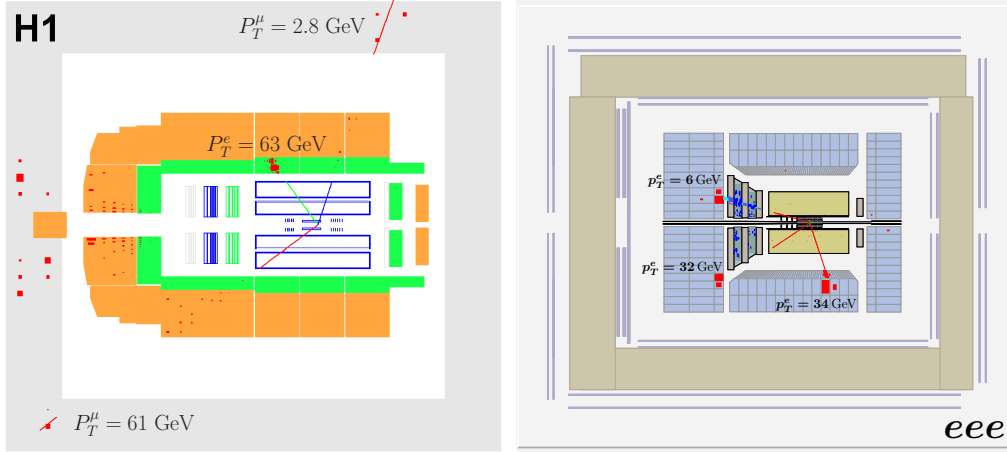 H1
P_T^μ = 2.8 GeV
P_T^e = 63 GeV
P_T^μ = 61 GeV
p_T^e = 6 GeV
p_T^e = 32 GeV
p_T^e = 34 GeV
eee